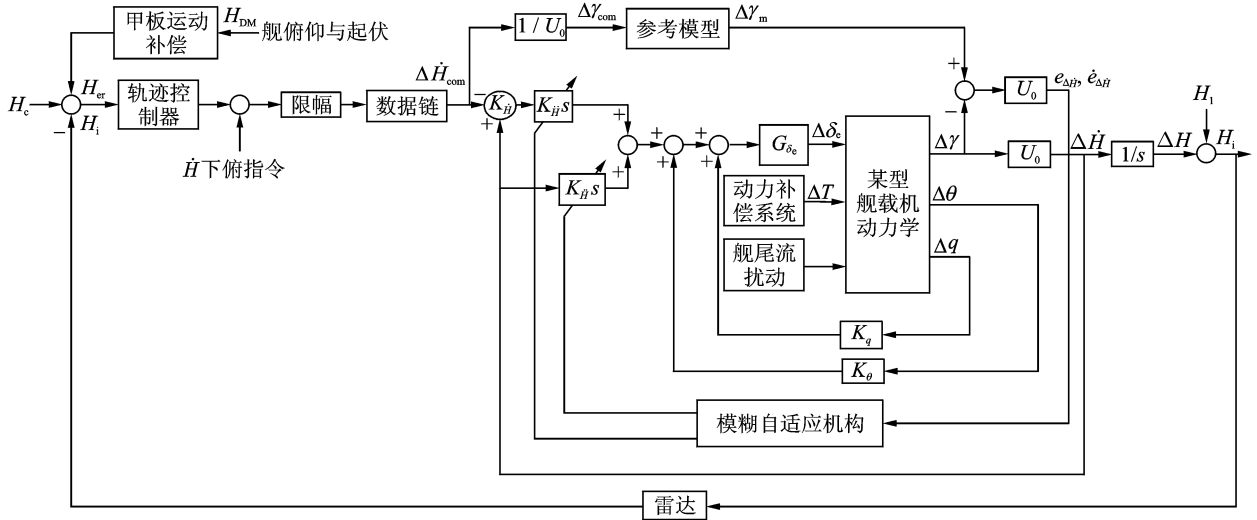 甲板运动
补偿
H_DM
舰俯仰与起伏
1 / U₀
Δγ_com
参考模型
Δγ_m
ΔḢ_com
H_c
H_er
H_i
−
轨迹控
制器
Ḣ下俯指令
限幅
数据链
−
+
K_Ḣ
K_Ḣ s
K_Ḧ s
+
+
+
+
+
+
G_δe
Δδ_e
动力补
偿系统
ΔT
舰尾流
扰动
某型
舰载机
动力学
Δγ
Δθ
Δq
+
−
U₀
e_ΔḢ, ė_ΔḢ
U₀
ΔḢ
1/s
ΔH
H₁
H_i
K_q
K_θ
模糊自适应机构
雷达